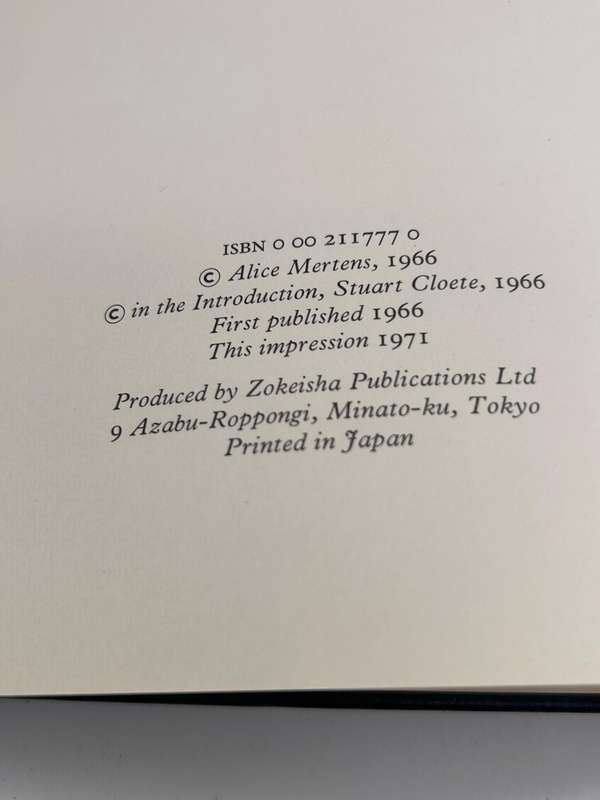 ISBN 0 00 211777 0
© Alice Mertens, 1966
© in the Introduction, Stuart Cloete, 1966
First published 1966
This impression 1971
Produced by Zokeisha Publications Ltd
9 Azabu-Roppongi, Minato-ku, Tokyo
Printed in Japan